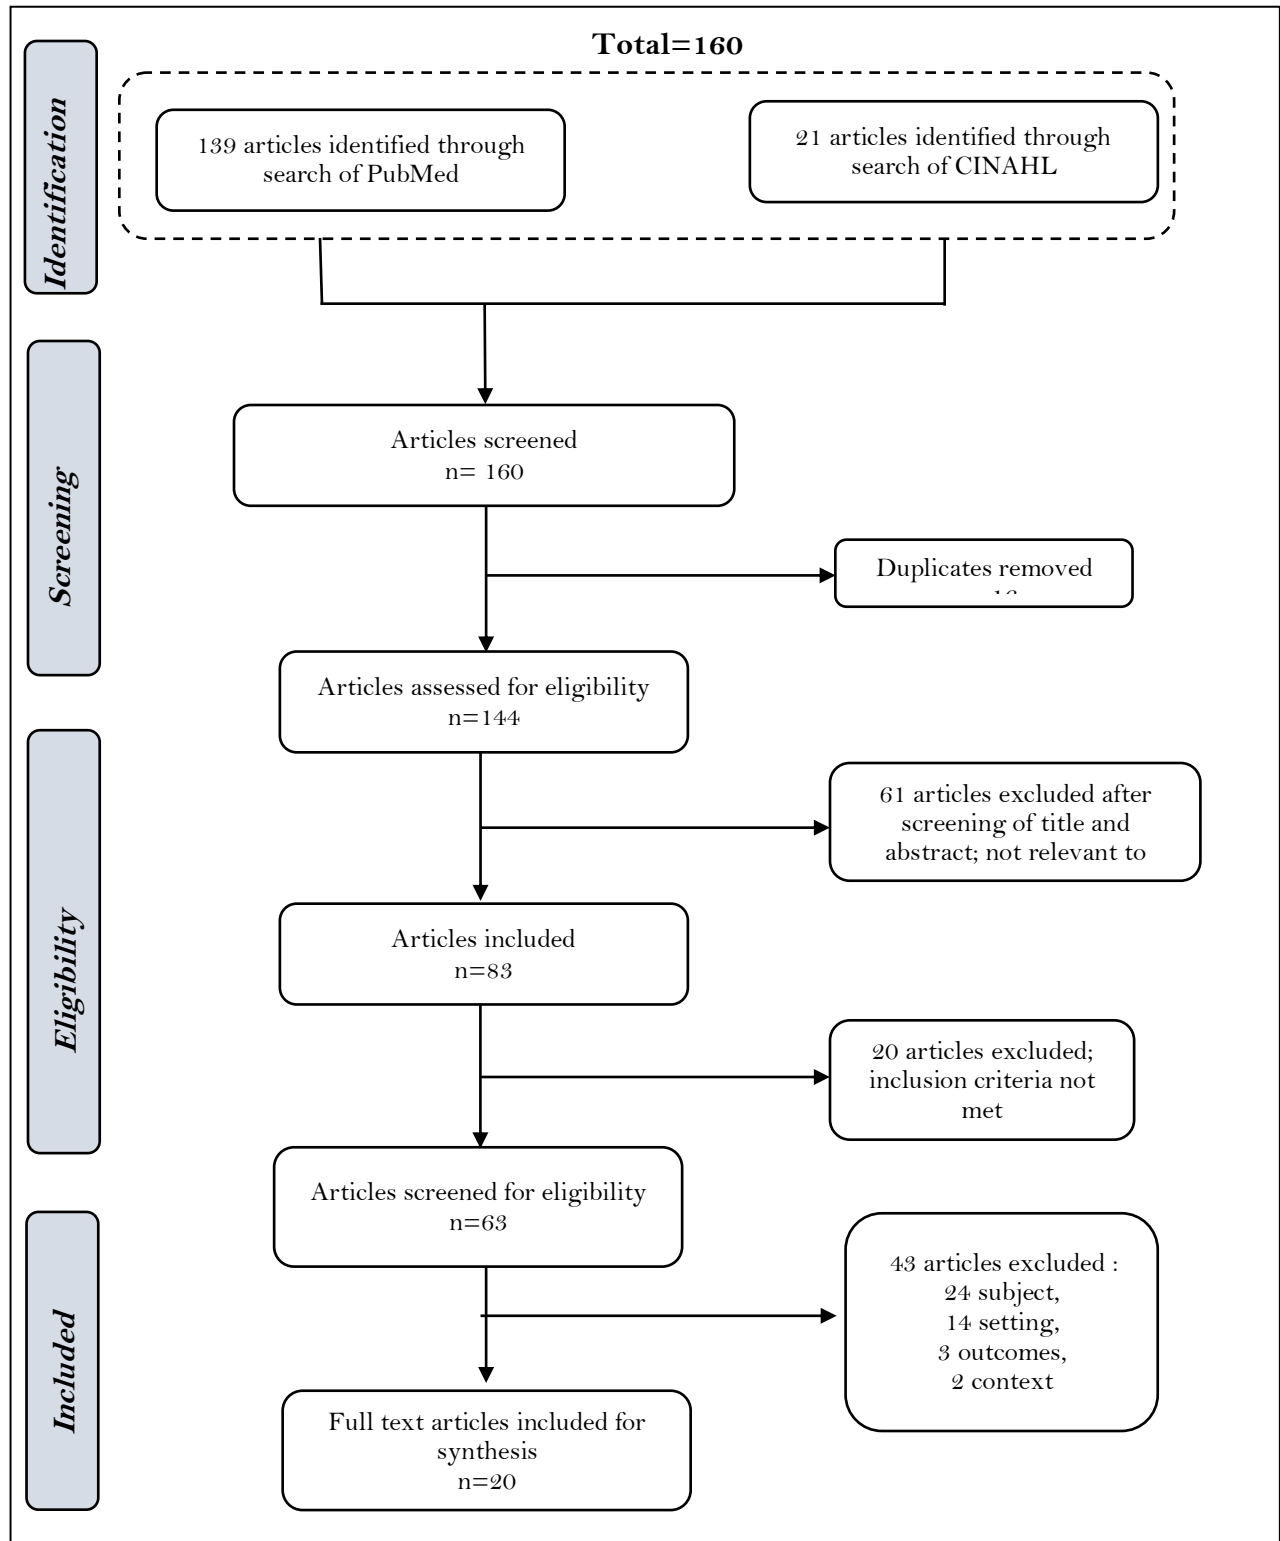 Total=160
Identification
139 articles identified through
search of PubMed
21 articles identified through
search of CINAHL
Screening
Articles screened
n= 160
Duplicates removed
Articles assessed for eligibility
n=144
Eligibility
61 articles excluded after
screening of title and
abstract; not relevant to
Articles included
n=83
20 articles excluded;
inclusion criteria not
met
Articles screened for eligibility
n=63
Included
43 articles excluded :
24 subject,
14 setting,
3 outcomes,
2 context
Full text articles included for
synthesis
n=20